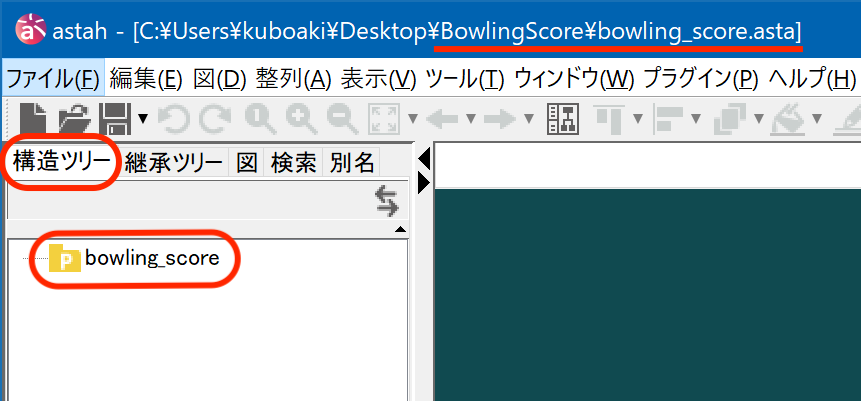 astah - [C:¥Users¥kuboaki¥Desktop¥BowlingScore¥bowling_score.asta]
ファイル(F) 編集(E) 図(D) 整列(A) 表示(V) ツール(T) ウィンドウ(W) プラグイン(P) ヘルプ(H)
構造ツリー 継承ツリー 図 検索 別名
bowling_score